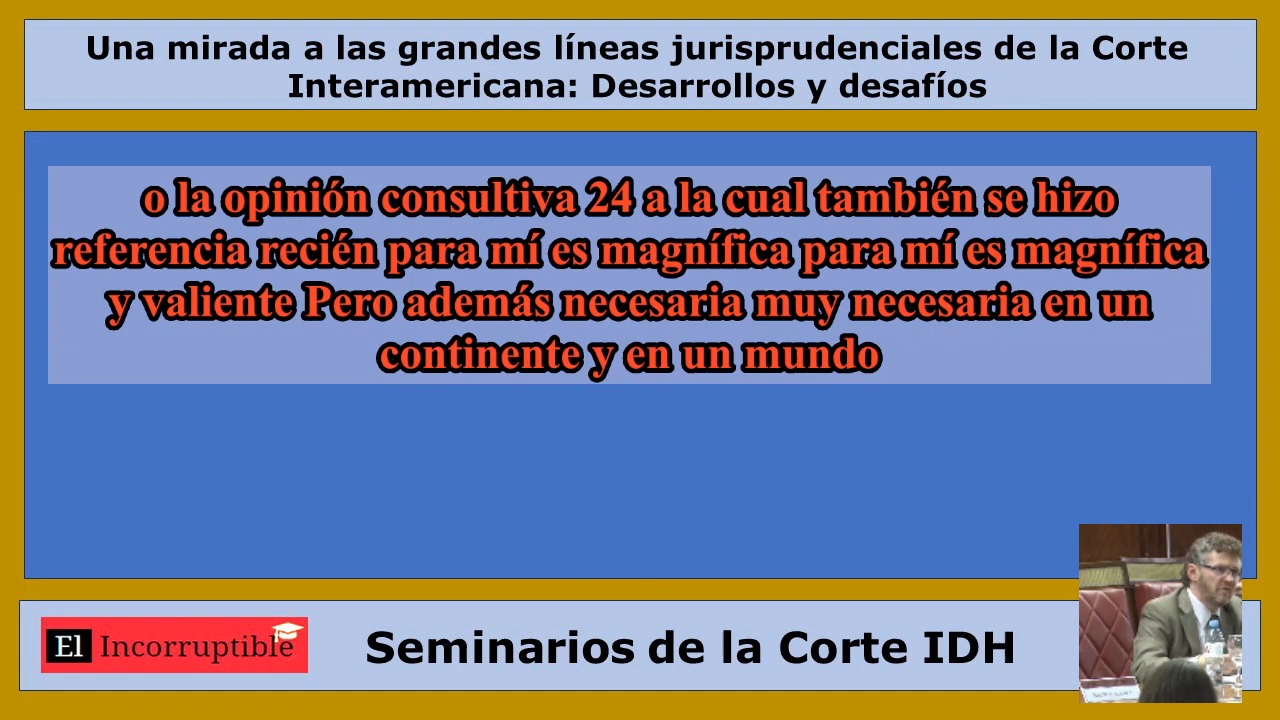 Una mirada a las grandes líneas jurisprudenciales de la Corte
Interamericana: Desarrollos y desafíos
o la opinión consultiva 24 a la cual también se hizo
referencia recién para mí es magnífica para mí es magnífica
y valiente Pero además necesaria muy necesaria en un
continente y en un mundo
El Incorruptible
Seminarios de la Corte IDH